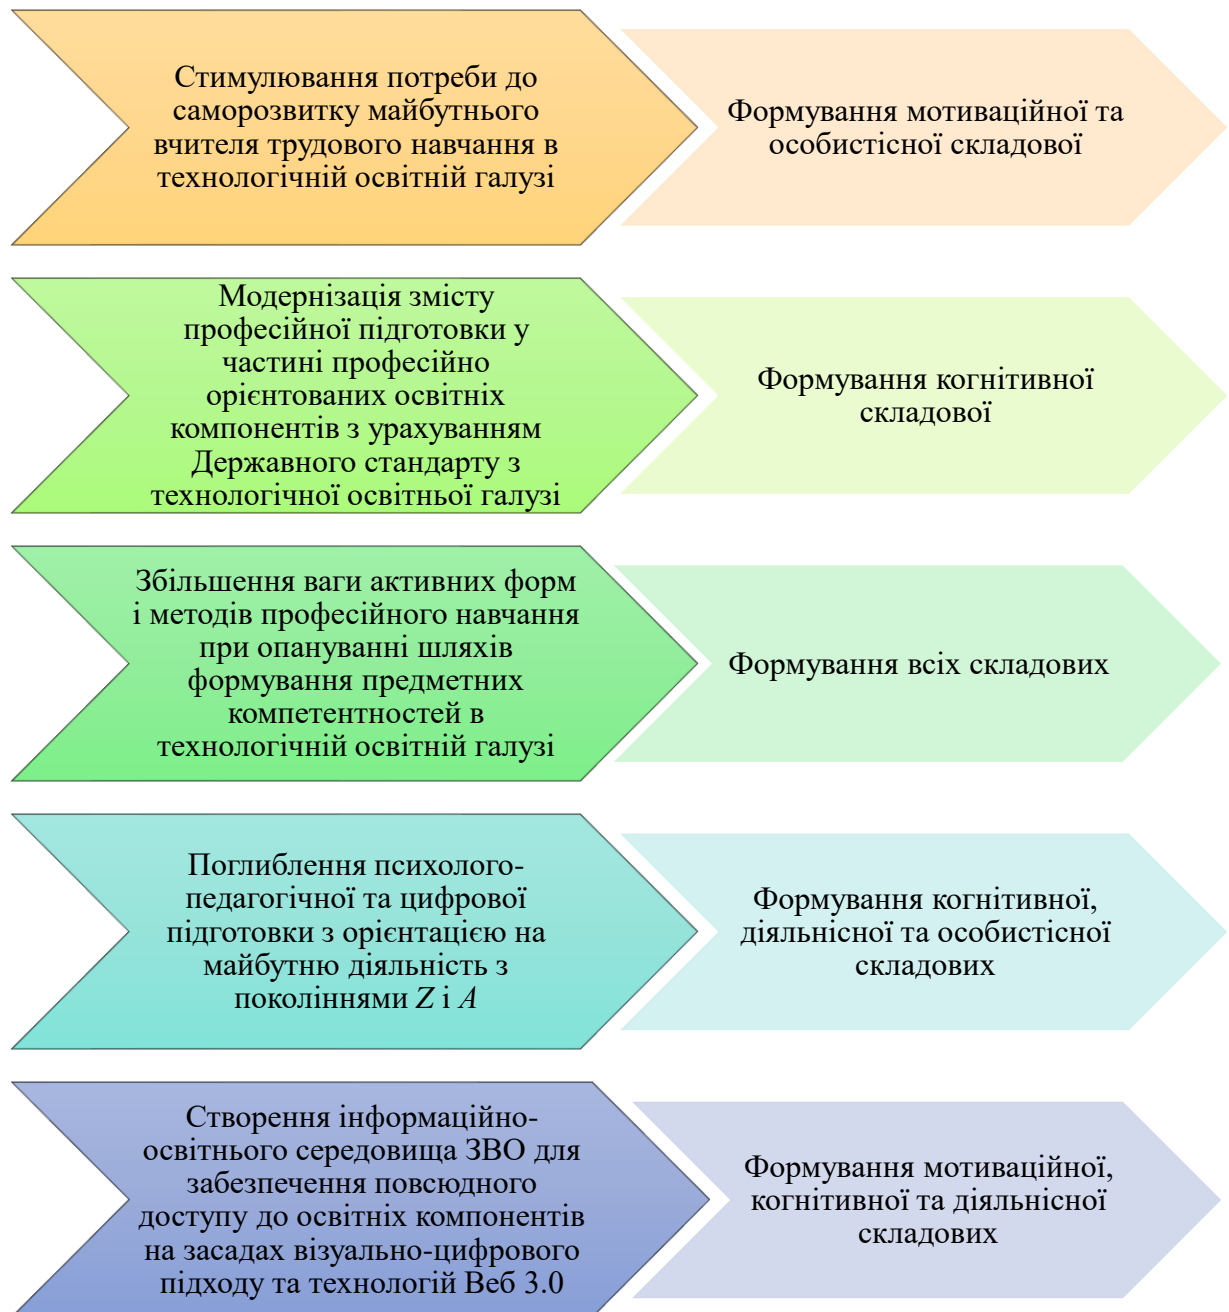 Стимулювання потреби до
саморозвитку майбутнього
вчителя трудового навчання в
технологічній освітній галузі
Формування мотиваційної та
особистісної складової
Модернізація змісту
професійної підготовки у
частині професійно
орієнтованих освітніх
компонентів з урахуванням
Державного стандарту з
технологічної освітньої галузі
Формування когнітивної
складової
Збільшення ваги активних форм
і методів професійного навчання
при опануванні шляхів
формування предметних
компетентностей в
технологічній освітній галузі
Формування всіх складових
Поглиблення психолого-
педагогічної та цифрової
підготовки з орієнтацією на
майбутню діяльність з
поколіннями Z і A
Формування когнітивної,
діяльнісної та особистісної
складових
Створення інформаційно-
освітнього середовища ЗВО для
забезпечення повсюдного
доступу до освітніх компонентів
на засадах візуально-цифрового
підходу та технологій Веб 3.0
Формування мотиваційної,
когнітивної та діяльнісної
складових